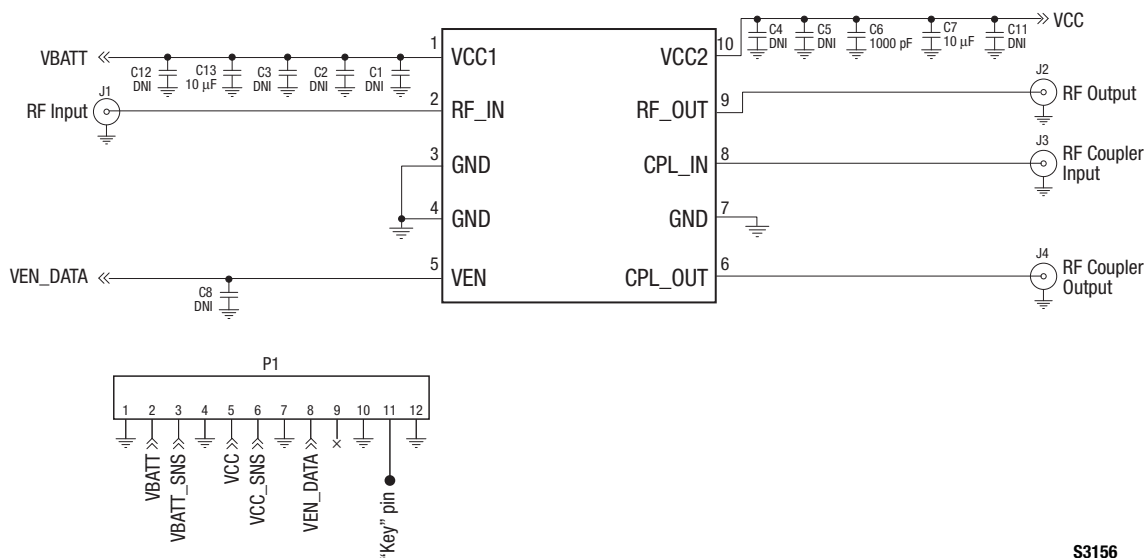 VBATT
C12
DNI
C13
10 μF
C3
DNI
C2
DNI
C1
DNI
1
VCC1
VCC2
10
C4
DNI
C5
DNI
C6
1000 pF
C7
10 μF
C11
DNI
VCC
J1
RF Input
2
RF_IN
RF_OUT
9
J2
RF Output
3
GND
CPL_IN
8
J3
RF Coupler
Input
4
GND
GND
7
VEN_DATA
C8
DNI
5
VEN
CPL_OUT
6
J4
RF Coupler
Output
P1
1 2 3 4 5 6 7 8 9 10 11 12
VBATT
VBATT_SNS
VCC
VCC_SNS
VEN_DATA
"Key" pin
S3156